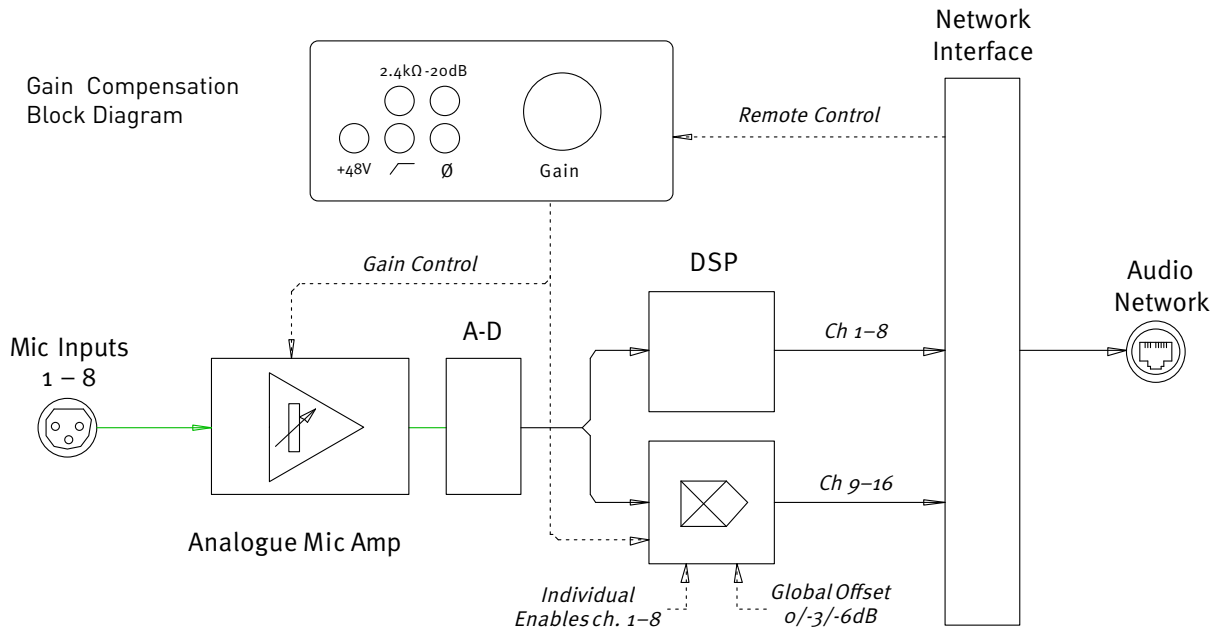 Gain Compensation
Block Diagram
2.4kΩ -20dB
+48V
Ø
Gain
Network
Interface
Remote Control
Gain Control
DSP
A-D
Audio
Network
Mic Inputs
1 – 8
Ch 1–8
Ch 9–16
Analogue Mic Amp
Individual
Enables ch. 1–8
Global Offset
0/-3/-6dB